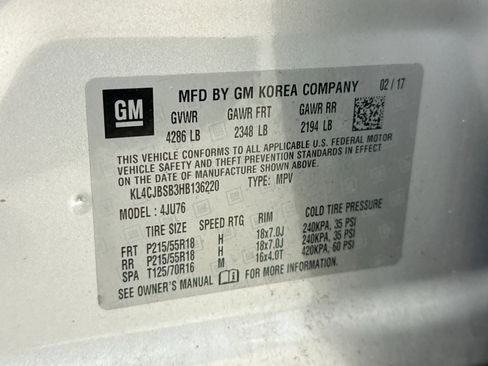 GM
MFD BY GM KOREA COMPANY 02/17
GVWR GAWR FRT GAWR RR
4286 LB 2348 LB 2194 LB
THIS VEHICLE CONFORMS TO ALL APPLICABLE U.S. FEDERAL MOTOR
VEHICLE SAFETY AND THEFT PREVENTION STANDARDS IN EFFECT
ON THE DATE OF MANUFACTURE SHOWN ABOVE.
KL4CJBSB3HB136220 TYPE: MPV
MODEL : 4JU76
TIRE SIZE SPEED RTG RIM COLD TIRE PRESSURE
FRT P215/55R18 H 18x7.0J 240KPA, 35 PSI
RR P215/55R18 H 18x7.0J 240KPA, 35 PSI
SPA T125/70R16 M 16x4.0T 420KPA, 60 PSI
SEE OWNER'S MANUAL FOR MORE INFORMATION.